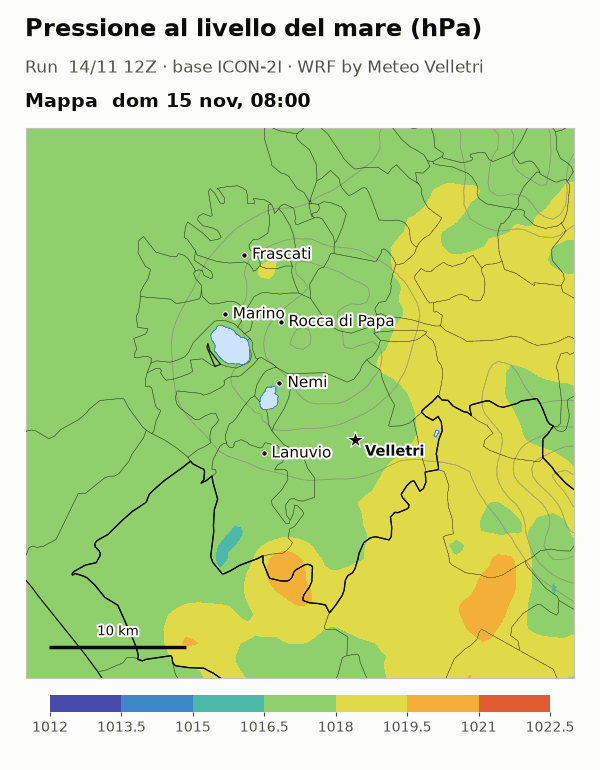 Pressione al livello del mare (hPa)
Run  14/11 12Z · base ICON-2I · WRF by Meteo Velletri
Mappa  dom 15 nov, 08:00
Frascati
Marino
Rocca di Papa
Nemi
Velletri
Lanuvio
10 km
1012 1013.5 1015 1016.5 1018 1019.5 1021 1022.5